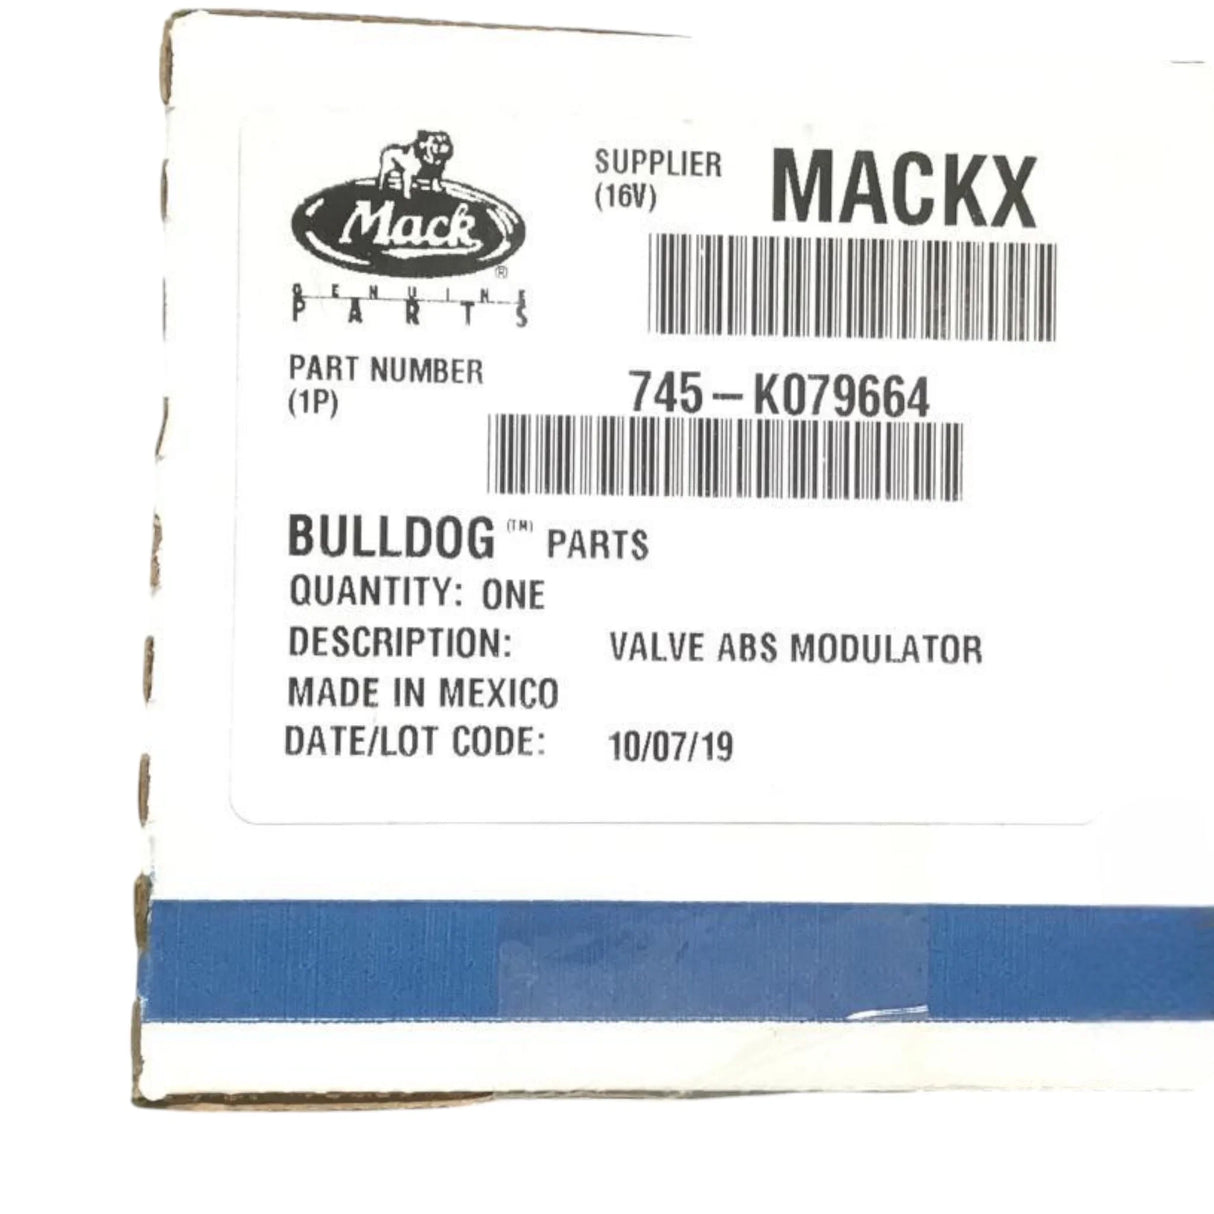 Mack®
GENUINE
PARTS
SUPPLIER
(16V)
MACKX
PART NUMBER
(1P)
745-K079664
BULLDOG (TM) PARTS
QUANTITY: ONE
DESCRIPTION: VALVE ABS MODULATOR
MADE IN MEXICO
DATE/LOT CODE: 10/07/19